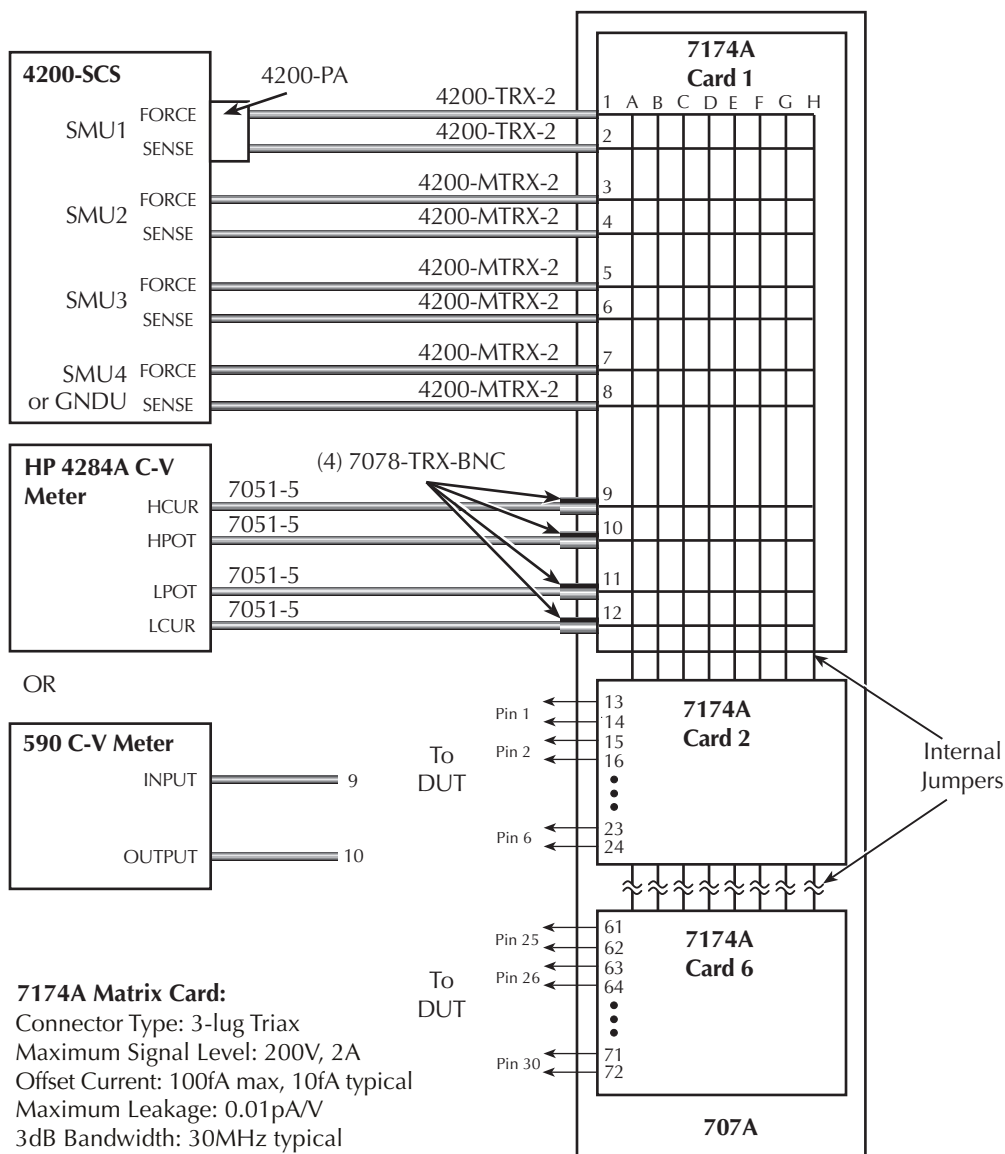 4200-SCS
4200-PA
SMU1
FORCE
SENSE
4200-TRX-2
4200-TRX-2
SMU2
FORCE
SENSE
4200-MTRX-2
4200-MTRX-2
SMU3
FORCE
SENSE
4200-MTRX-2
4200-MTRX-2
SMU4
or GNDU
FORCE
SENSE
4200-MTRX-2
4200-MTRX-2
7174A
Card 1
A B C D E F G H
1
2
3
4
5
6
7
8
9
10
11
12
HP 4284A C-V
Meter
HCUR
HPOT
LPOT
LCUR
7051-5
7051-5
7051-5
7051-5
(4) 7078-TRX-BNC
OR
590 C-V Meter
INPUT
9
OUTPUT
10
To
DUT
Pin 1
Pin 2
Pin 6
13
14
15
16
23
24
7174A
Card 2
Internal
Jumpers
To
DUT
Pin 25
Pin 26
Pin 30
61
62
63
64
71
72
7174A
Card 6
707A
7174A Matrix Card:
Connector Type: 3-lug Triax
Maximum Signal Level: 200V, 2A
Offset Current: 100fA max, 10fA typical
Maximum Leakage: 0.01pA/V
3dB Bandwidth: 30MHz typical